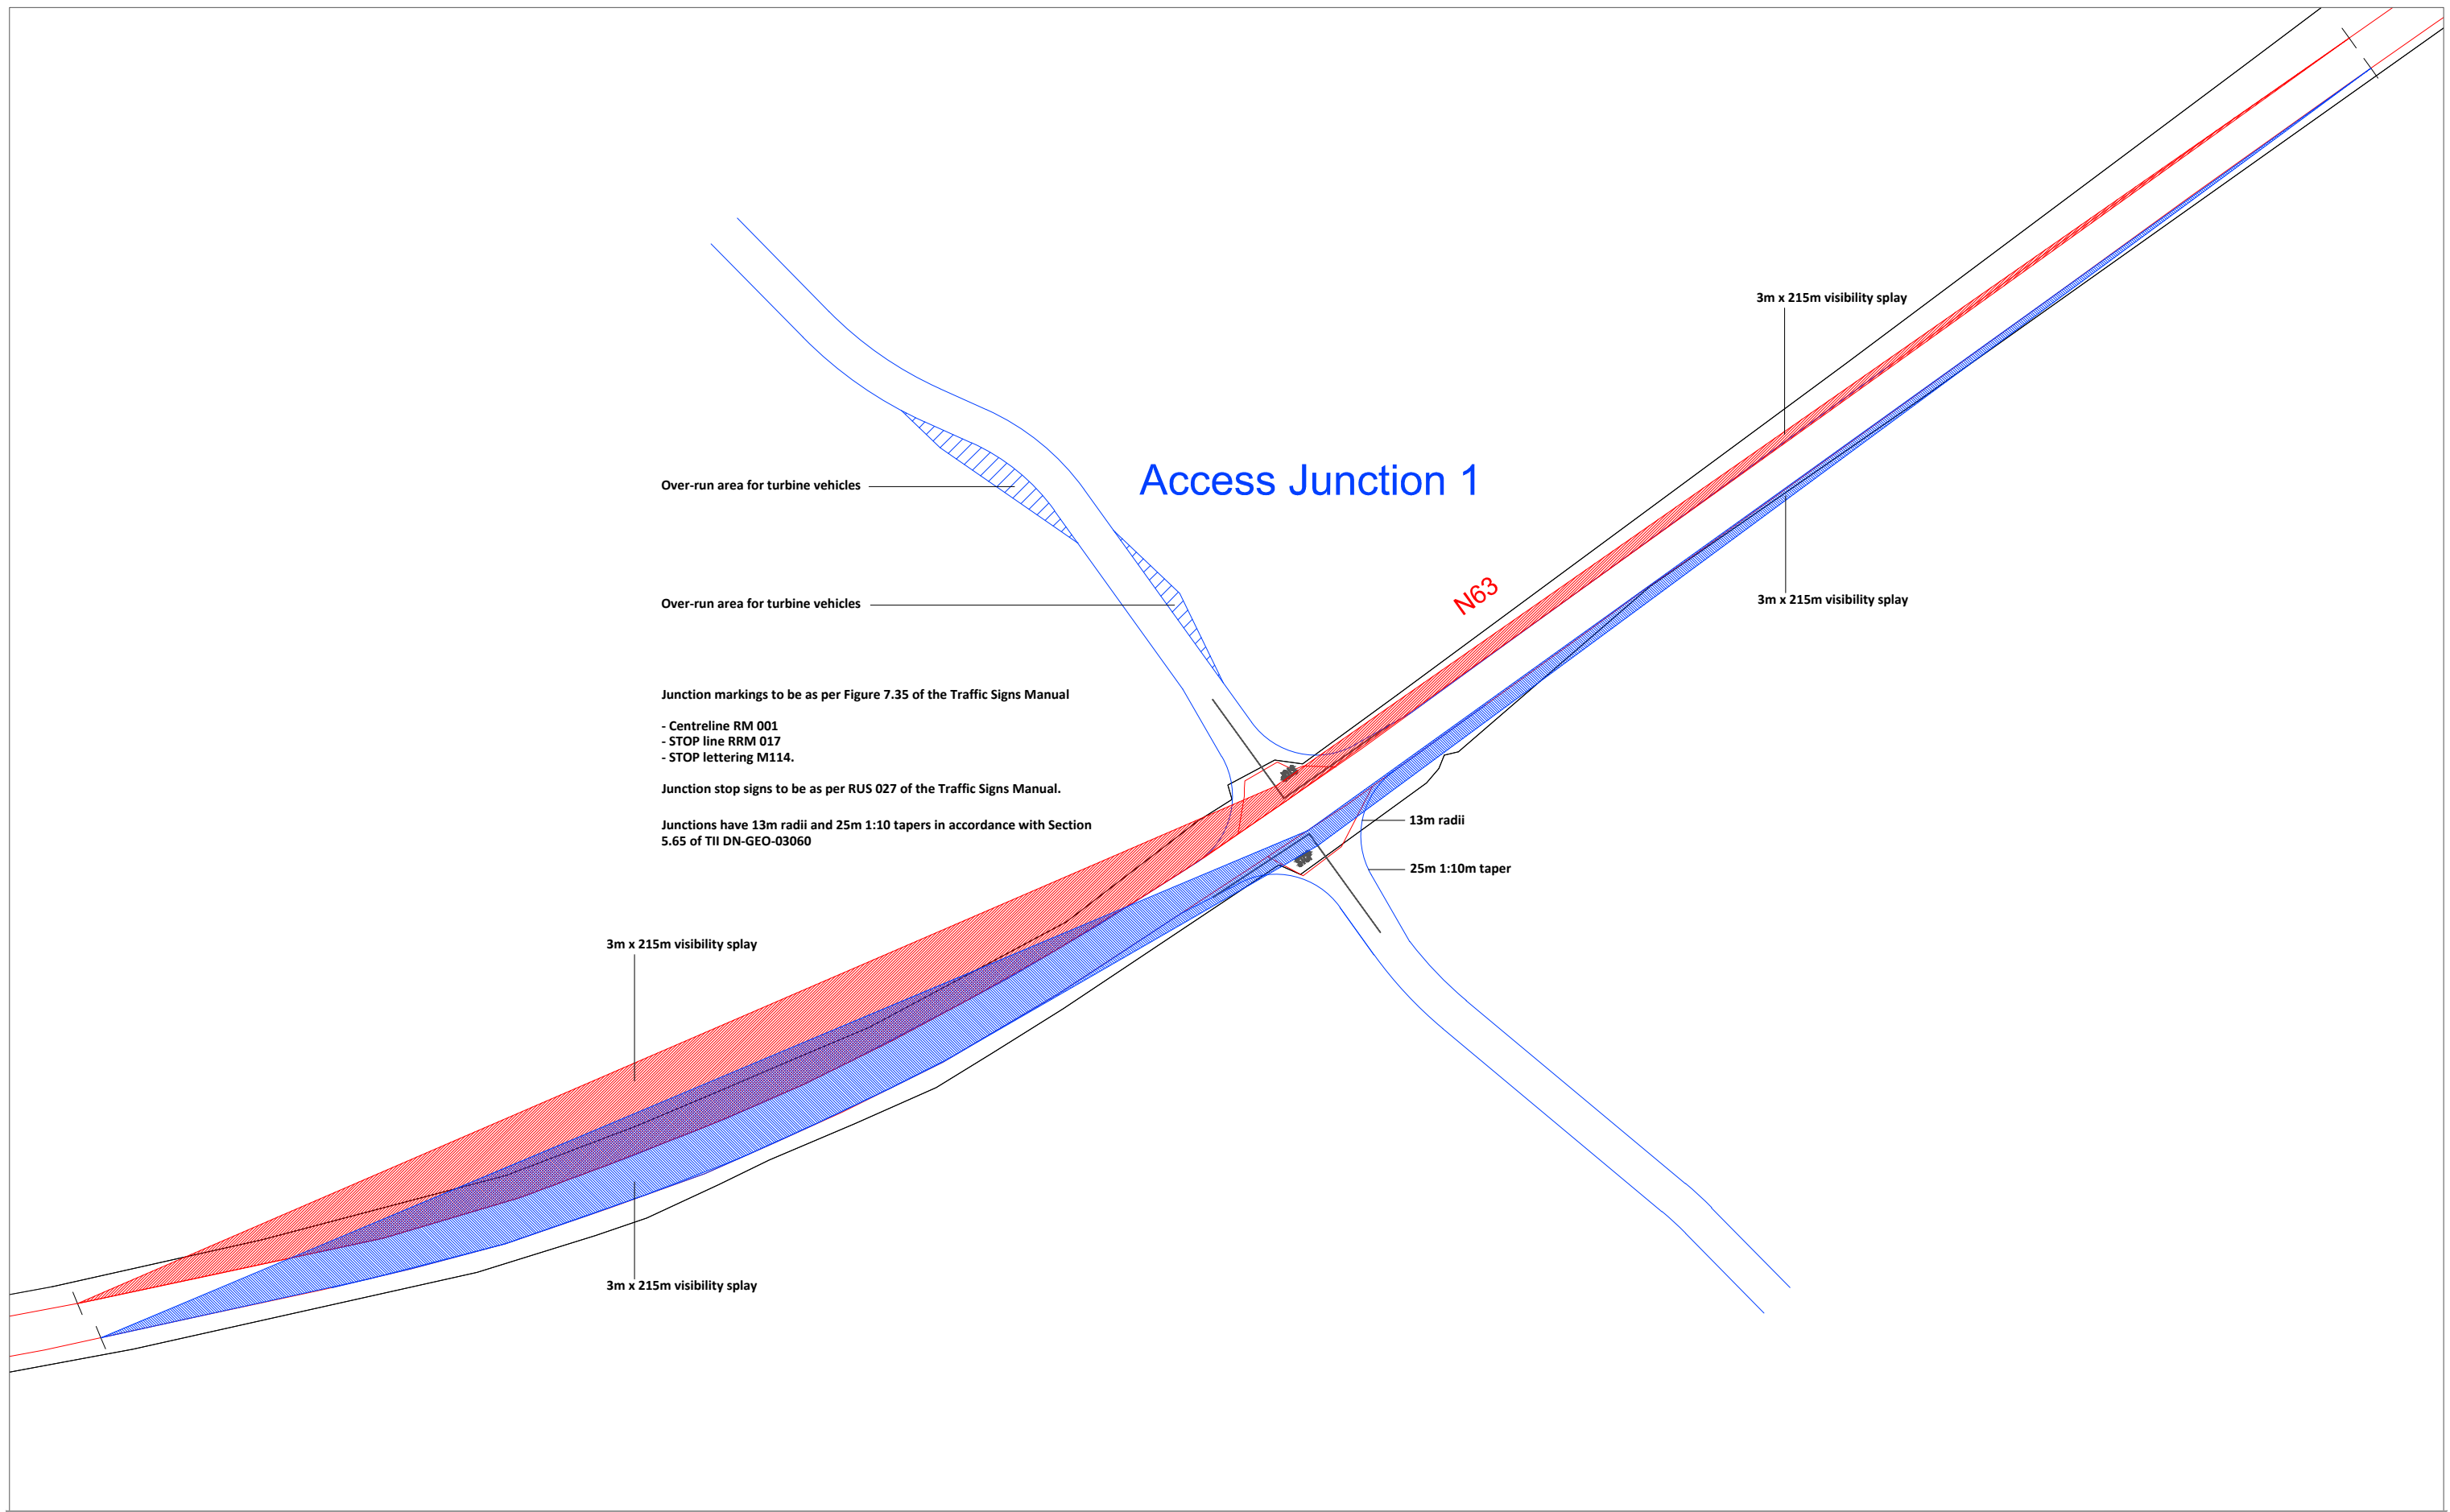 3m x 215m visibility splay
Access Junction 1
Over-run area for turbine vehicles
N63
3m x 215m visibility splay
Over-run area for turbine vehicles
Junction markings to be as per Figure 7.35 of the Traffic Signs Manual
- Centreline RM 001
- STOP line RRM 017
- STOP lettering M114.
Junction stop signs to be as per RUS 027 of the Traffic Signs Manual.
Junctions have 13m radii and 25m 1:10 tapers in accordance with Section
5.65 of TII DN-GEO-03060
13m radii
25m 1:10m taper
3m x 215m visibility splay
3m x 215m visibility splay